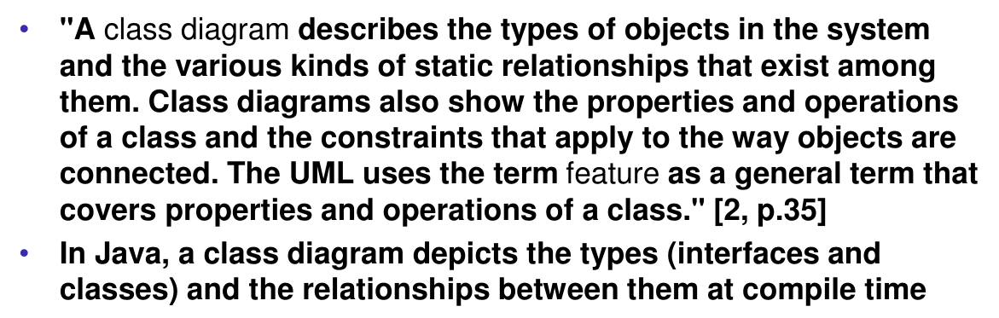 • "A class diagram describes the types of objects in the system
and the various kinds of static relationships that exist among
them. Class diagrams also show the properties and operations
of a class and the constraints that apply to the way objects are
connected. The UML uses the term feature as a general term that
covers properties and operations of a class." [2, p.35]
• In Java, a class diagram depicts the types (interfaces and
classes) and the relationships between them at compile time